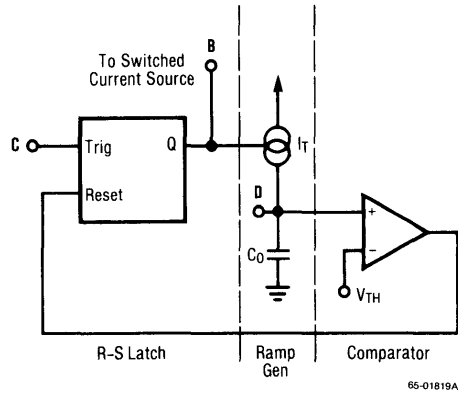 B
To Switched
Current Source
C
Trig
Q
Reset
I_T
D
C_O
+
−
V_TH
R–S Latch
Ramp
Gen
Comparator
65-01819A